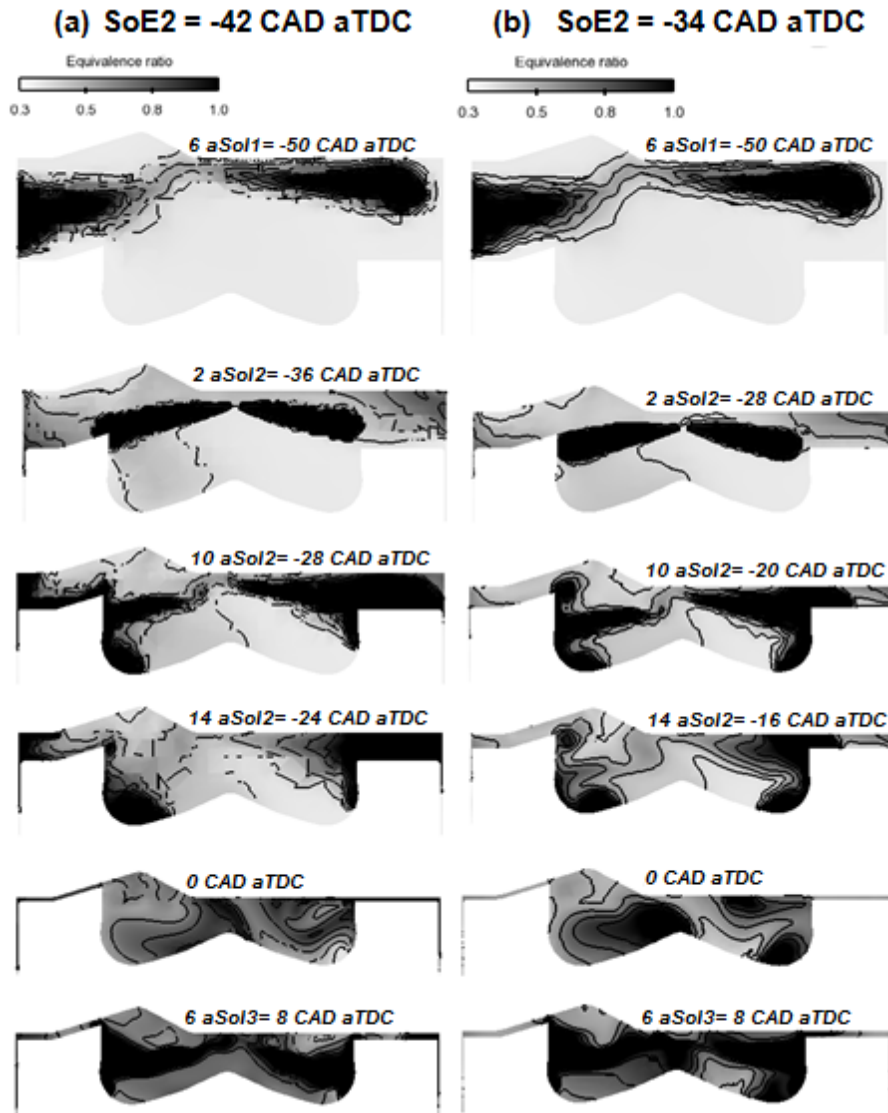 (a) SoE2 = -42 CAD aTDC
(b) SoE2 = -34 CAD aTDC
Equivalence ratio
0.3 0.5 0.8 1.0
Equivalence ratio
0.3 0.5 0.8 1.0
6 aSoI1= -50 CAD aTDC
6 aSoI1= -50 CAD aTDC
2 aSoI2= -36 CAD aTDC
2 aSoI2= -28 CAD aTDC
10 aSoI2= -28 CAD aTDC
10 aSoI2= -20 CAD aTDC
14 aSoI2= -24 CAD aTDC
14 aSoI2= -16 CAD aTDC
0 CAD aTDC
0 CAD aTDC
6 aSoI3= 8 CAD aTDC
6 aSoI3= 8 CAD aTDC